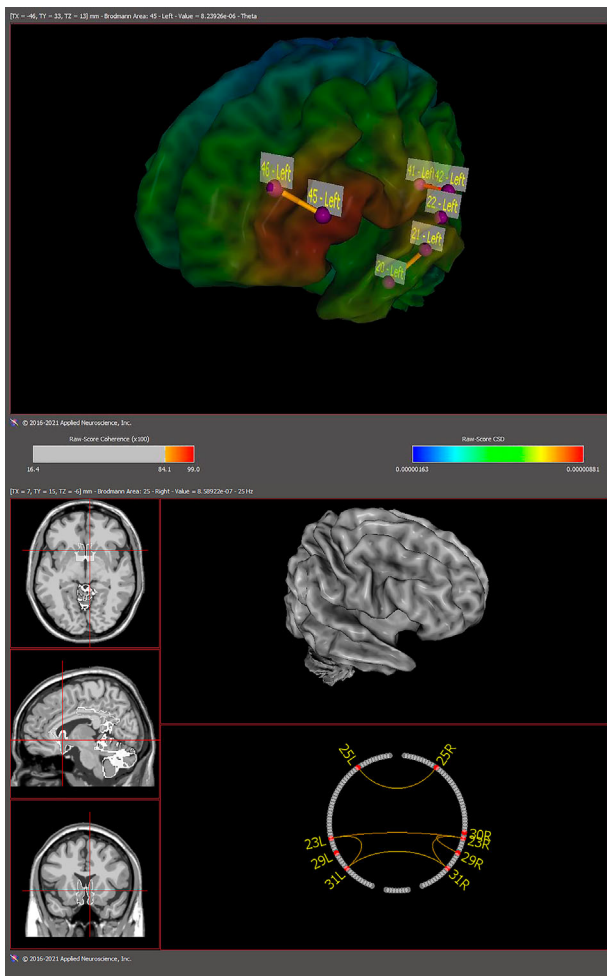 [TX = -46, TY = 33, TZ = 13] mm - Brodmann Area: 45 - Left - Value = 8.23926e-06 - Theta
46 - Left
45 - Left
41 - Left
42 - Left
22 - Left
21 - Left
20 - Left
© 2016-2021 Applied Neuroscience, Inc.
Raw-Score Coherence (x100)
16.4 84.1 99.0
Raw-Score CSD
0.00000163 0.00000881
[TX = 7, TY = 15, TZ = -6] mm - Brodmann Area: 25 - Right - Value = 8.58922e-07 - 25 Hz
25L
25R
23L
23R
29L
29R
31L
31R
© 2016-2021 Applied Neuroscience, Inc.